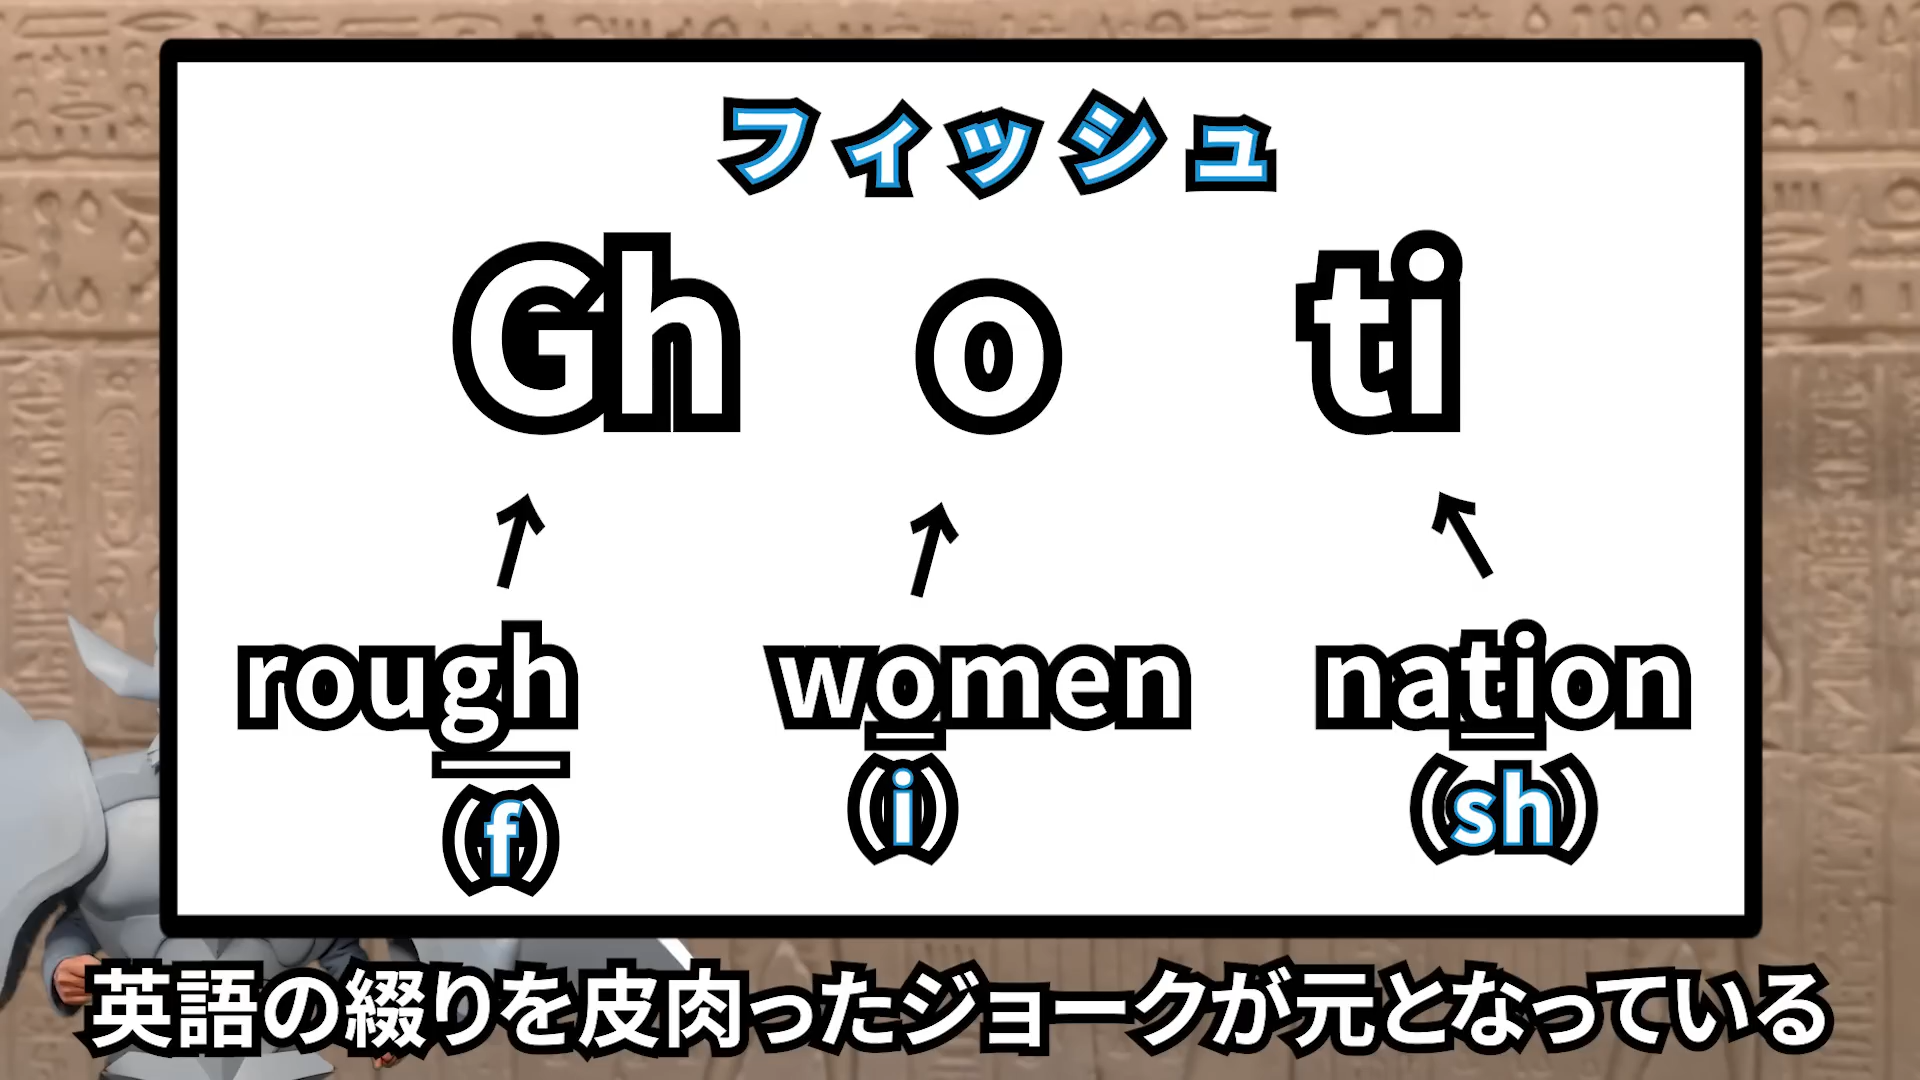 フィッシュ
Gh o ti
↑ ↑ ↑
rough women nation
(f) (i) (sh)
英語の綴りを皮肉ったジョークが元となっている